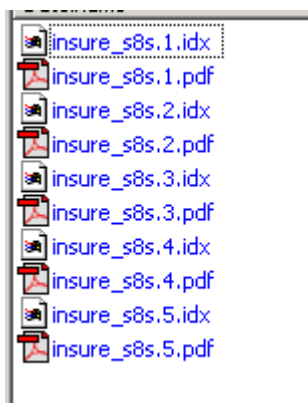 insure_s8s.1.idx
insure_s8s.1.pdf
insure_s8s.2.idx
insure_s8s.2.pdf
insure_s8s.3.idx
insure_s8s.3.pdf
insure_s8s.4.idx
insure_s8s.4.pdf
insure_s8s.5.idx
insure_s8s.5.pdf